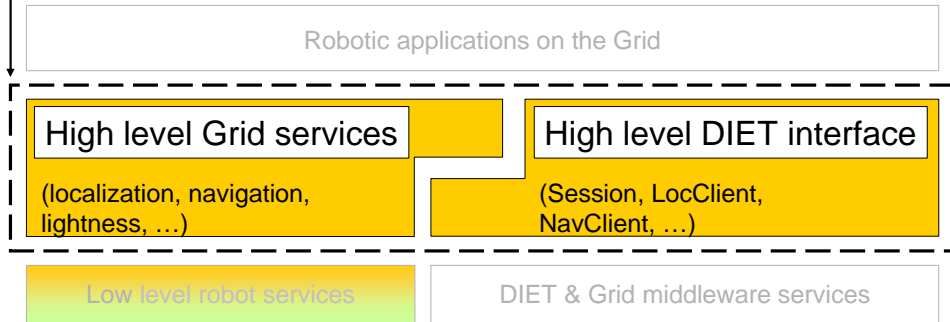 Robotic applications on the Grid
High level Grid services
(localization, navigation,
lightness, …)
High level DIET interface
(Session, LocClient,
NavClient, …)
Low level robot services
DIET & Grid middleware services